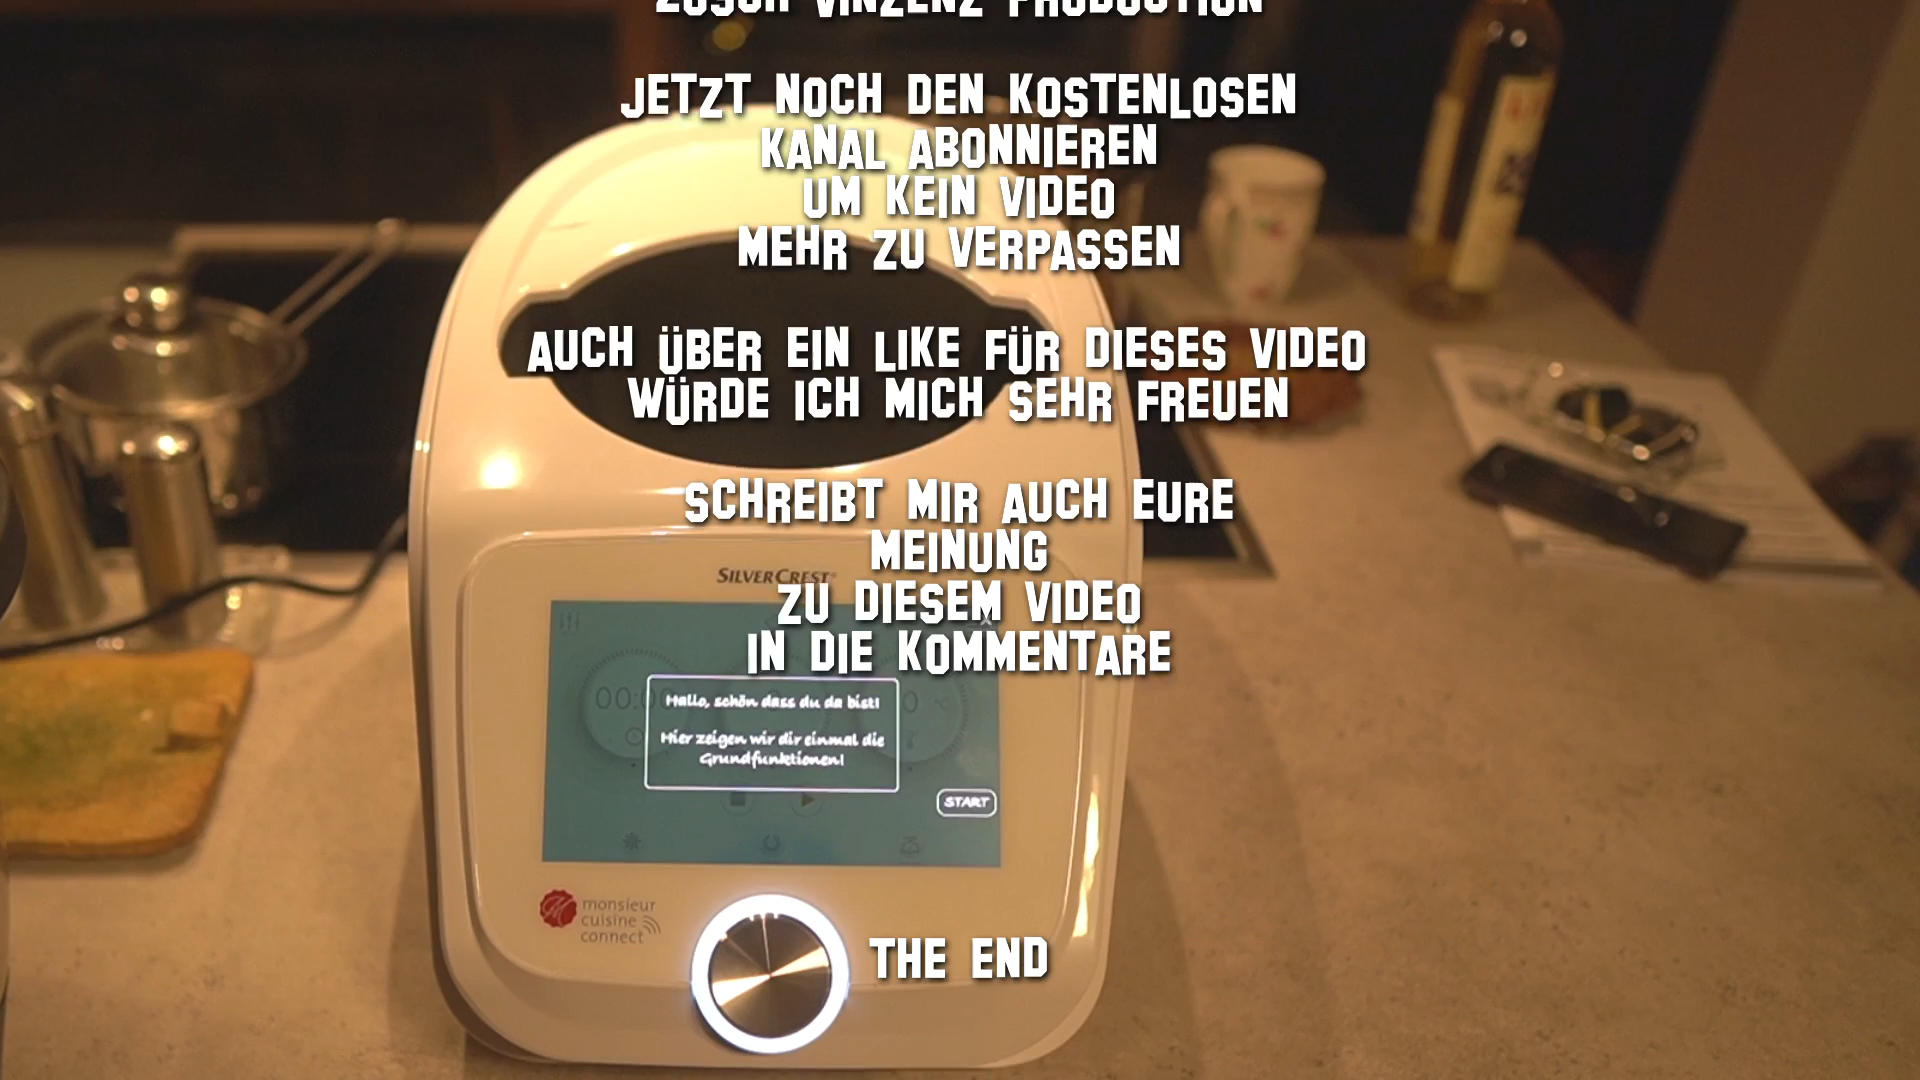 VINZENZ PRODUCTION
JETZT NOCH DEN KOSTENLOSEN
KANAL ABONNIEREN
UM KEIN VIDEO
MEHR ZU VERPASSEN
AUCH ÜBER EIN LIKE FÜR DIESES VIDEO
WÜRDE ICH MICH SEHR FREUEN
SCHREIBT MIR AUCH EURE
MEINUNG
ZU DIESEM VIDEO
IN DIE KOMMENTARE
SILVERCREST®
Hallo, schön dass du da bist!
Hier zeigen wir dir einmal die
Grundfunktionen!
START
monsieur
cuisine
connect
THE END